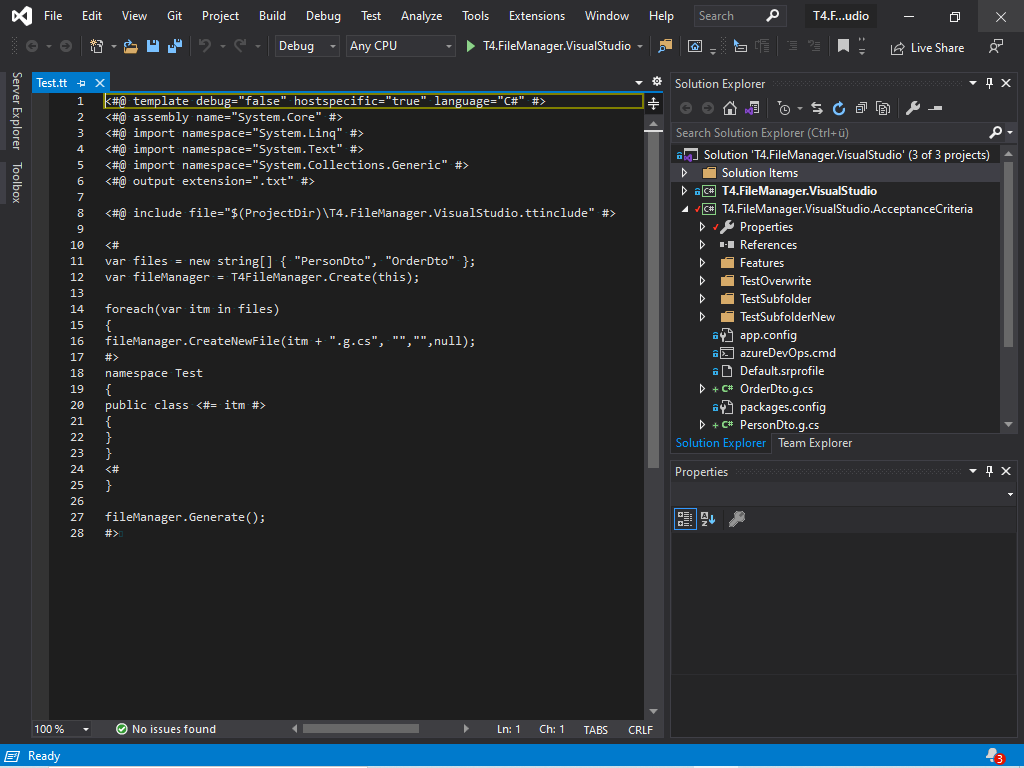 File Edit View Git Project Build Debug Test Analyze Tools Extensions Window Help Search T4.F...udio
Debug Any CPU T4.FileManager.VisualStudio Live Share
Server Explorer
Toolbox
Test.tt
1 <#@ template debug="false" hostspecific="true" language="C#" #>
2 <#@ assembly name="System.Core" #>
3 <#@ import namespace="System.Linq" #>
4 <#@ import namespace="System.Text" #>
5 <#@ import namespace="System.Collections.Generic" #>
6 <#@ output extension=".txt" #>
7
8 <#@ include file="$(ProjectDir)\T4.FileManager.VisualStudio.ttinclude" #>
9
10 <#
11 var files = new string[] { "PersonDto", "OrderDto" };
12 var fileManager = T4FileManager.Create(this);
13
14 foreach(var itm in files)
15 {
16 fileManager.CreateNewFile(itm + ".g.cs", "","",null);
17 #>
18 namespace Test
19 {
20 public class <#= itm #>
21 {
22 }
23 }
24 <#
25 }
26
27 fileManager.Generate();
28 #>
100 % No issues found Ln: 1 Ch: 1 TABS CRLF
Solution Explorer
Search Solution Explorer (Ctrl+ü)
Solution 'T4.FileManager.VisualStudio' (3 of 3 projects)
Solution Items
C# T4.FileManager.VisualStudio
C# T4.FileManager.VisualStudio.AcceptanceCriteria
Properties
References
Features
TestOverwrite
TestSubfolder
TestSubfolderNew
app.config
azureDevOps.cmd
Default.srprofile
+ C# OrderDto.g.cs
packages.config
+ C# PersonDto.g.cs
Solution Explorer Team Explorer
Properties
Ready 3